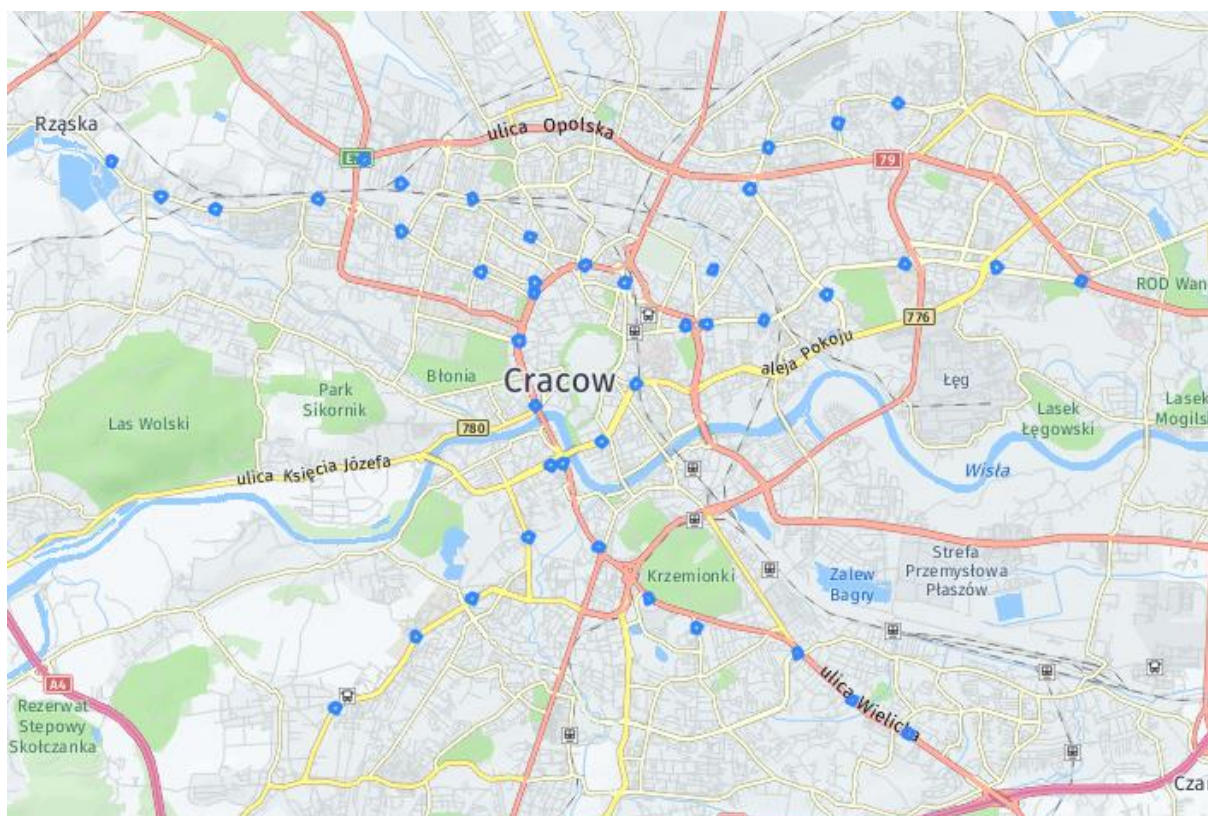 Rząska
ulica Opolska
79
ROD Wan
776
aleja Pokoju
Błonia
Cracow
Łęg
Park
Sikornik
Las Wolski
780
Lasek
Łęgowski
Lasek
Mogils
ulica Księcia Józefa
Wisła
Strefa
Przemysłowa
Płaszów
Krzemionki
Zalew
Bagry
A4
Rezerwat
Stepowy
Skołczanka
ulica Wielicka
Czar